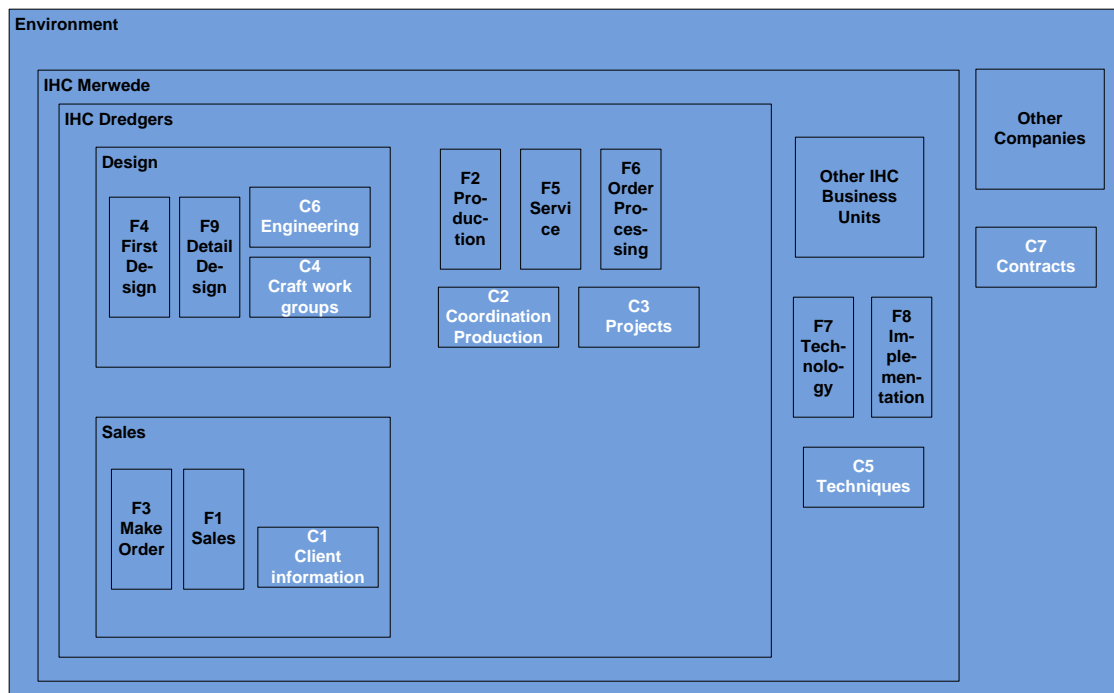 Environment
IHC Merwede
IHC Dredgers
Design
F4
First
De-
sign
F9
Detail
De-
sign
C6
Engineering
C4
Craft work
groups
F2
Pro-
duc-
tion
F5
Servi
ce
F6
Order
Pro-
ces-
sing
C2
Coordination
Production
C3
Projects
Sales
F3
Make
Order
F1
Sales
C1
Client
information
Other IHC
Business
Units
F7
Tech-
nolo-
gy
F8
Im-
ple-
men-
tation
C5
Techniques
Other
Companies
C7
Contracts